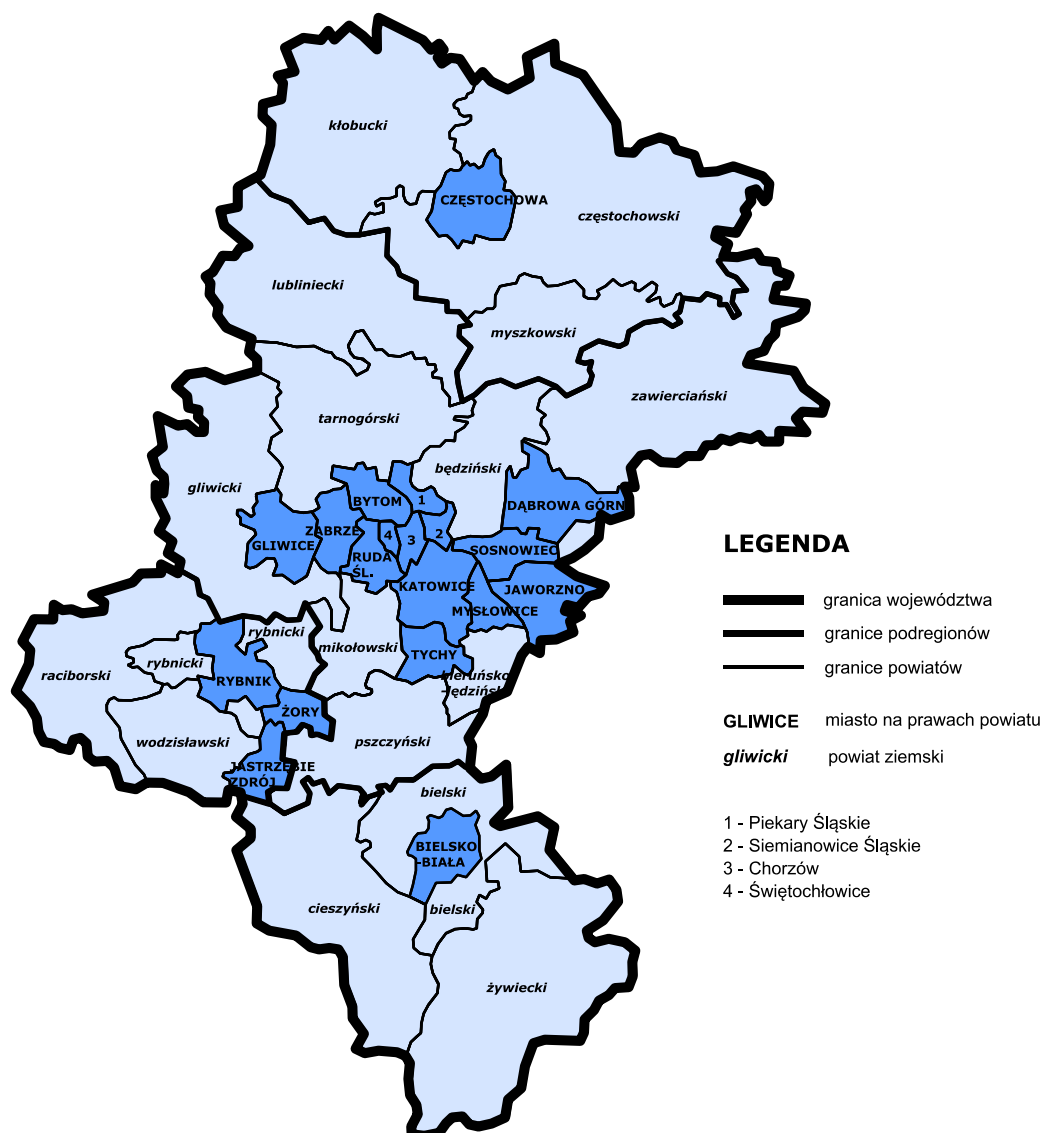 kłobucki
CZĘSTOCHOWA
częstochowski
lubliniecki
myszkowski
zawierciański
tarnogórski
będziński
gliwicki
BYTOM
1
DĄBROWA GÓRN
ZABRZE
4
3
2
GLIWICE
RUDA
ŚL.
SOSNOWIEC
KATOWICE
JAWORZNO
MYSŁOWICE
rybnicki
mikołowski
TYCHY
rybnicki
raciborski
RYBNIK
bieruńsko
-lędziński
ŻORY
wodzisławski
pszczyński
JASTRZĘBIE
ZDRÓJ
bielski
BIELSKO
-BIAŁA
cieszyński
bielski
żywiecki
LEGENDA
granica województwa
granice podregionów
granice powiatów
GLIWICE miasto na prawach powiatu
gliwicki powiat ziemski
1 - Piekary Śląskie
2 - Siemianowice Śląskie
3 - Chorzów
4 - Świętochłowice